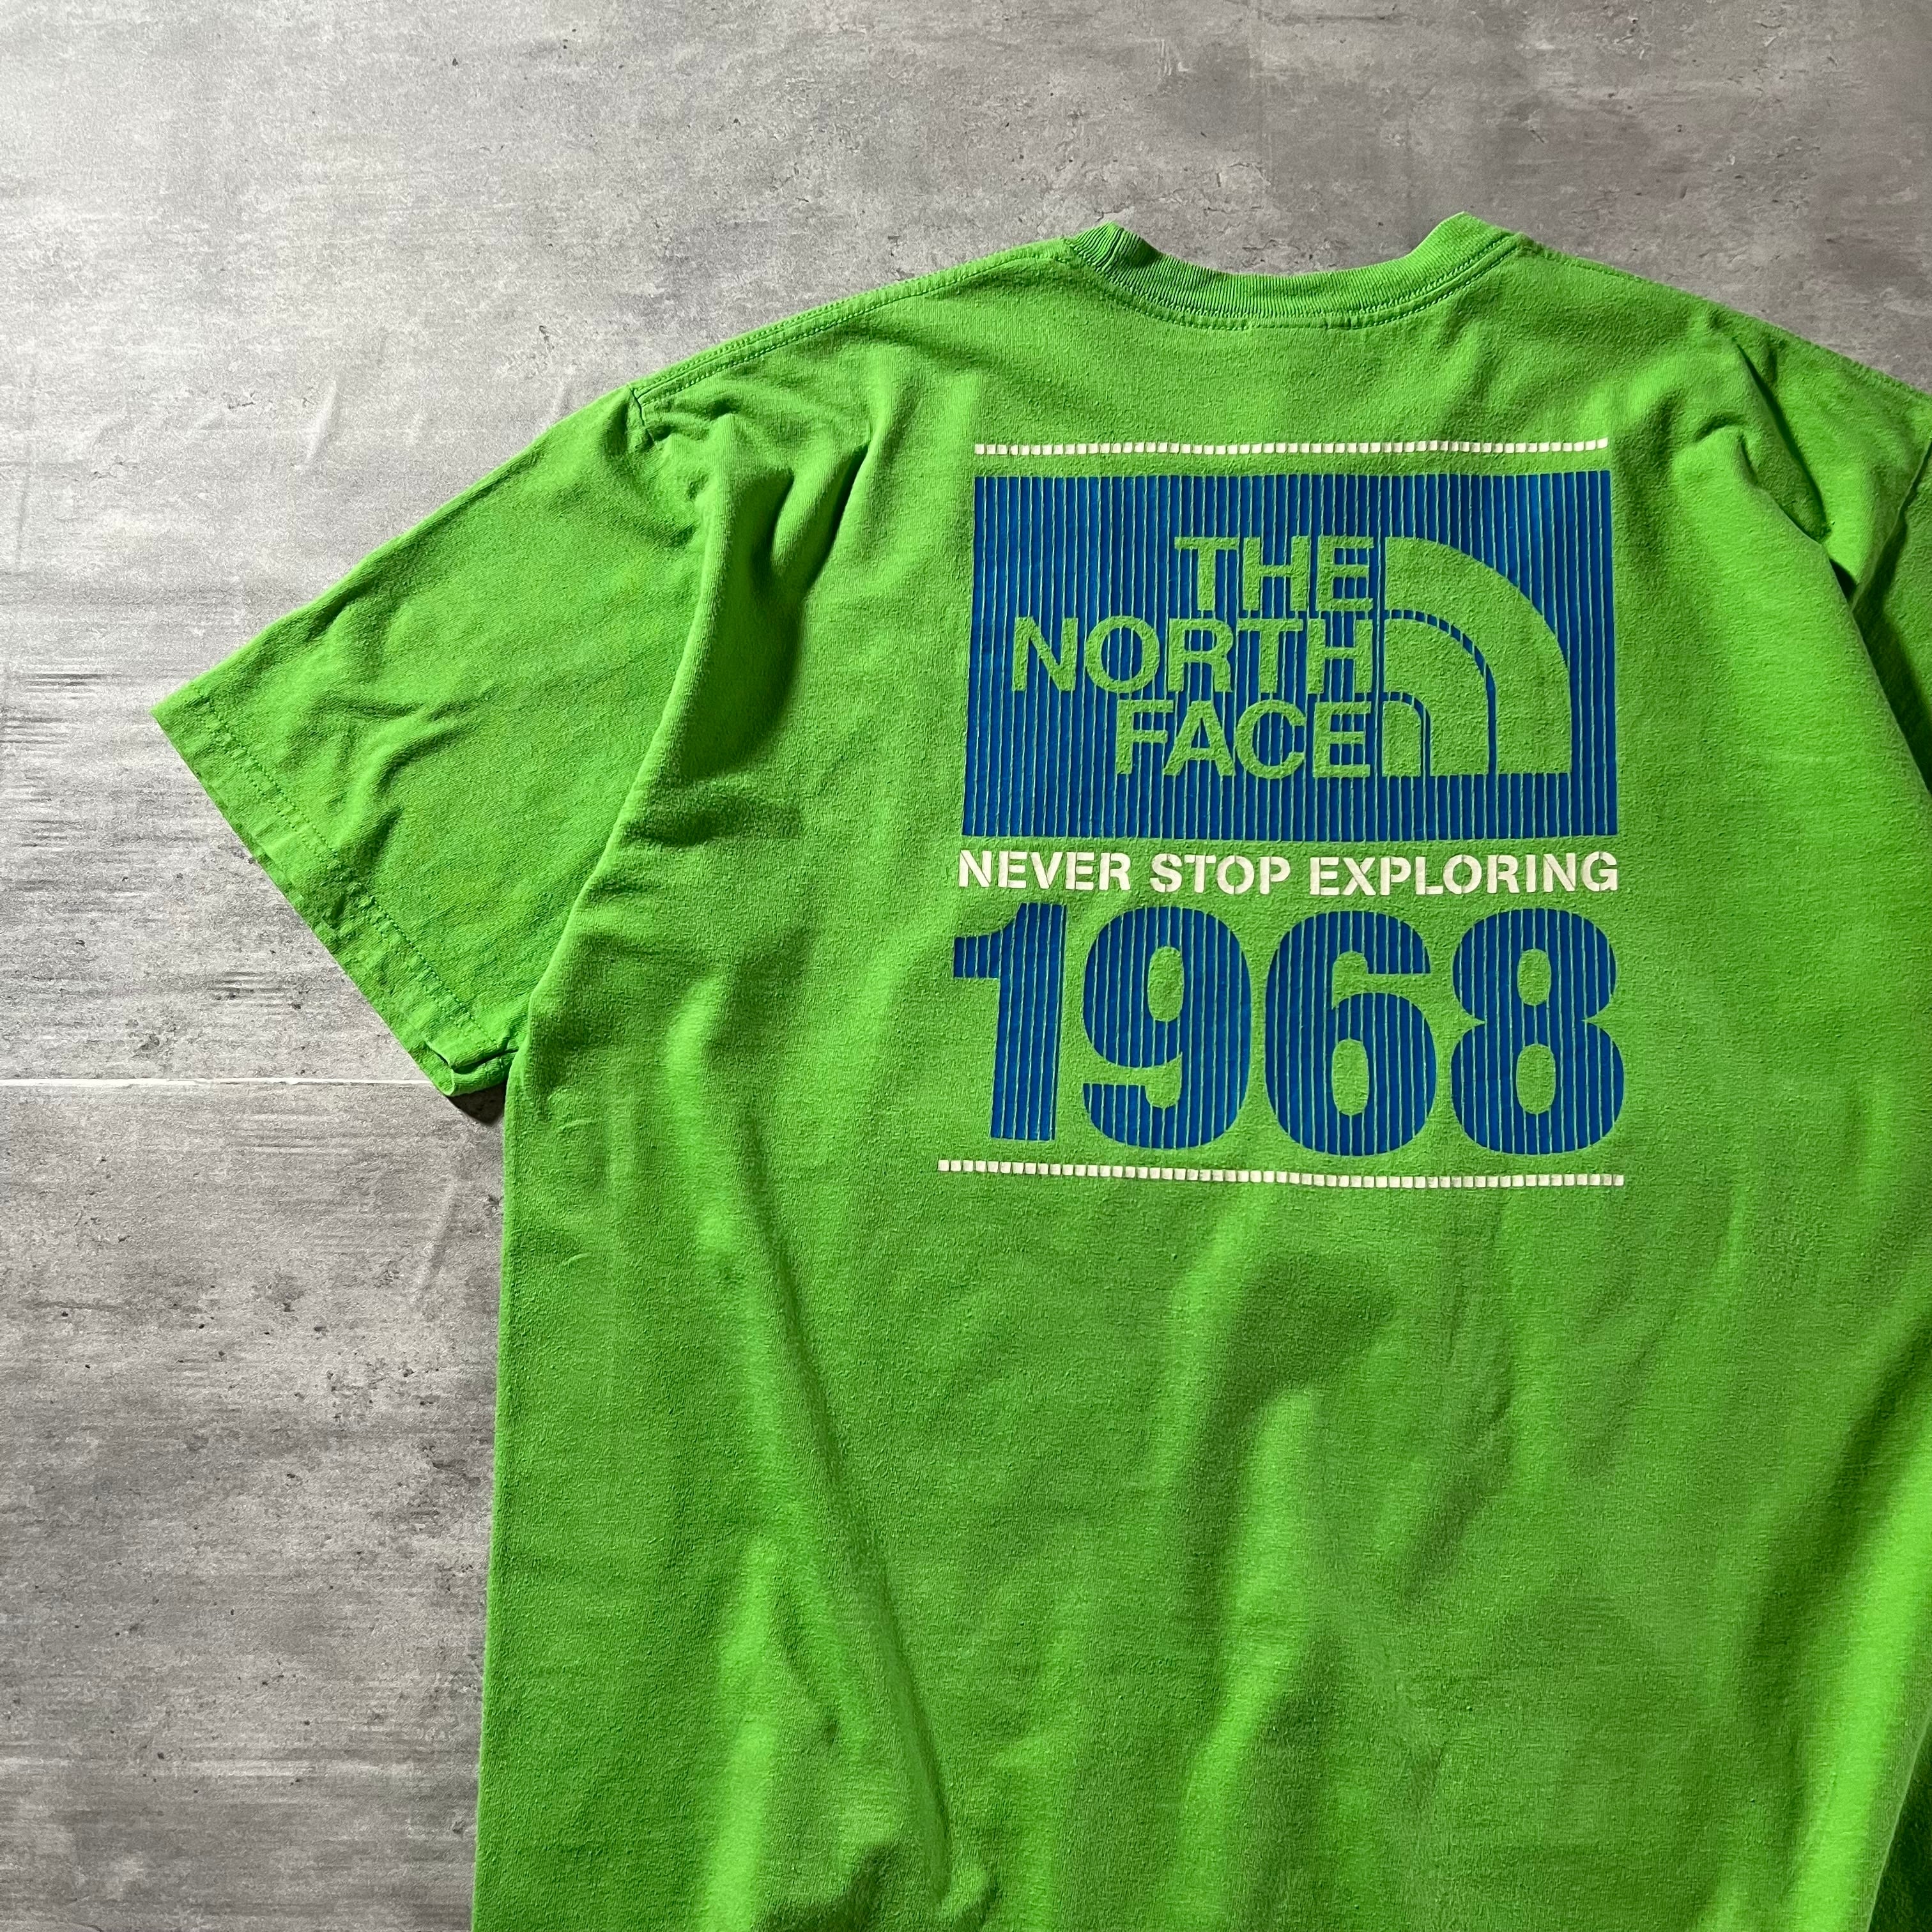 THE
NORTH
FACE
NEVER STOP EXPLORING
1968